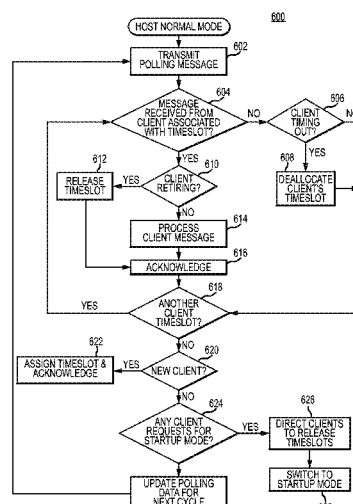 600
HOST NORMAL MODE
TRANSMIT
POLLING MESSAGE
602
MESSAGE
RECEIVED FROM
CLIENT ASSOCIATED
WITH TIMESLOT?
604
NO
CLIENT
TIMING
OUT?
606
YES
608
DEALLOCATE
CLIENT'S
TIMESLOT
YES
610
CLIENT
RETIRING?
YES
612
RELEASE
TIMESLOT
NO
PROCESS
CLIENT MESSAGE
614
ACKNOWLEDGE
616
618
ANOTHER
CLIENT
TIMESLOT?
YES
NO
620
NEW CLIENT?
YES
622
ASSIGN TIMESLOT &
ACKNOWLEDGE
NO
624
ANY CLIENT
REQUESTS FOR
STARTUP MODE?
YES
626
DIRECT CLIENTS
TO RELEASE
TIMESLOTS
SWITCH TO
STARTUP MODE
NO
UPDATE POLLING
DATA FOR
NEXT CYCLE